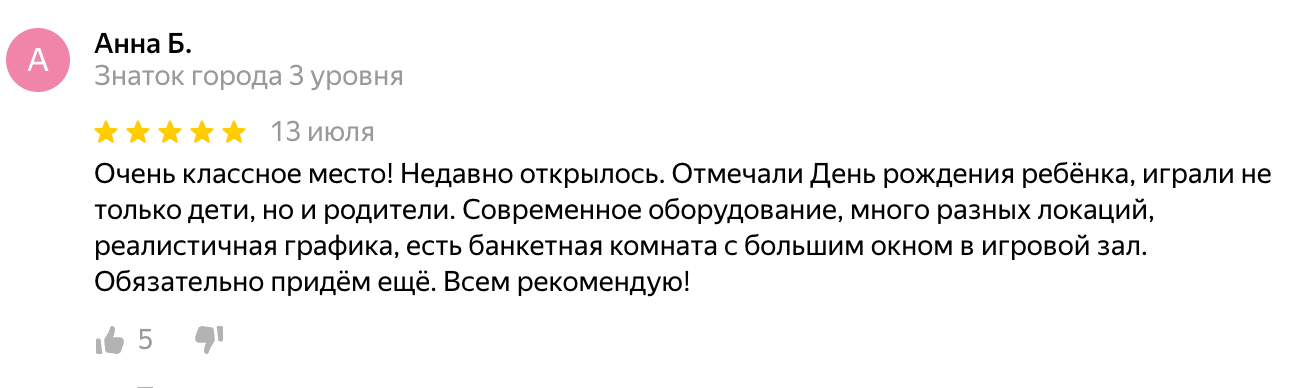 А
Анна Б.
Знаток города 3 уровня
13 июля
Очень классное место! Недавно открылось. Отмечали День рождения ребёнка, играли не
только дети, но и родители. Современное оборудование, много разных локаций,
реалистичная графика, есть банкетная комната с большим окном в игровой зал.
Обязательно придём ещё. Всем рекомендую!
5